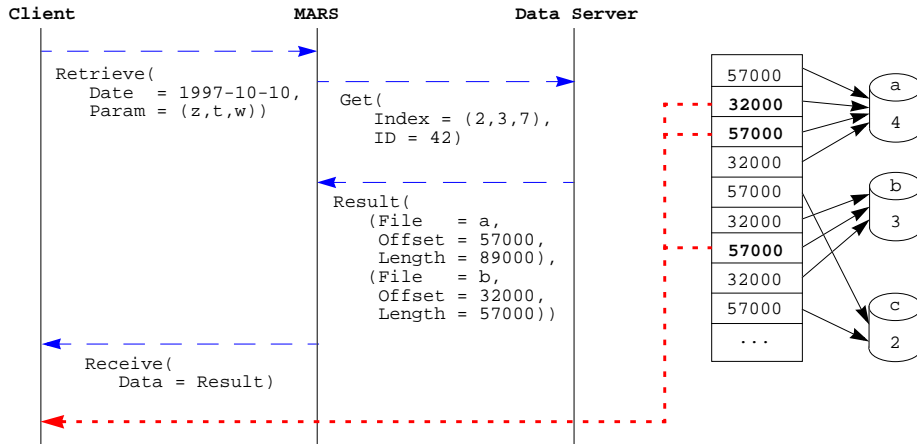 Client
MARS
Data Server
Retrieve(
Date = 1997-10-10,
Param = (z,t,w))
Get(
Index = (2,3,7),
ID = 42)
Result(
(File = a,
Offset = 57000,
Length = 89000),
(File = b,
Offset = 32000,
Length = 57000))
Receive(
Data = Result)
57000
32000
57000
32000
57000
32000
57000
32000
57000
...
a
4
b
3
c
2